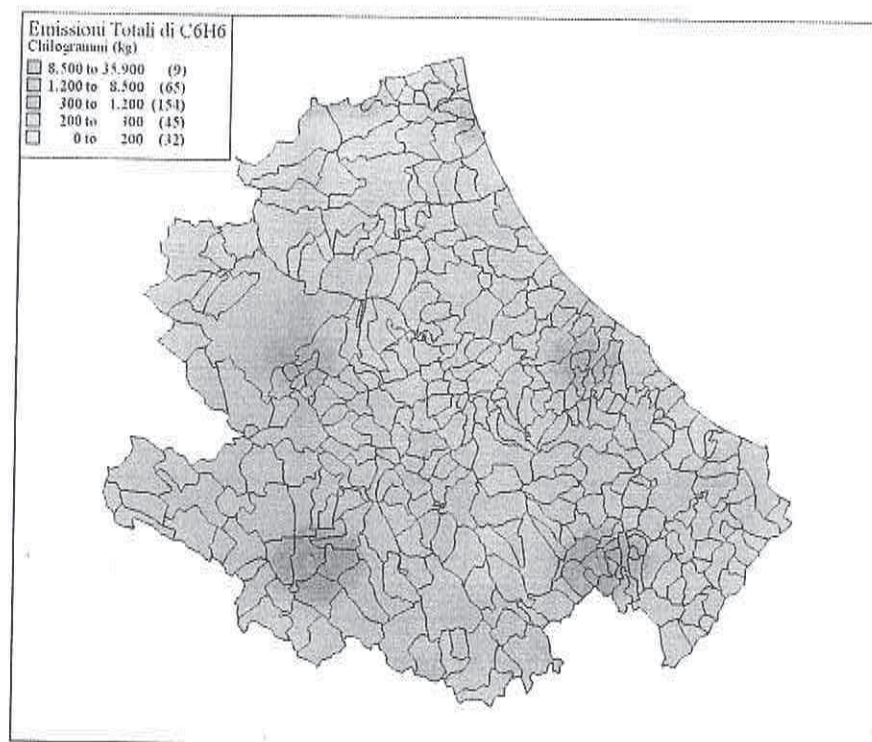 Emissioni Totali di C6H6
Chilogrammi (kg)
8.500 to 35.900 (9)
1.200 to 8.500 (65)
300 to 1.200 (154)
200 to 300 (45)
0 to 200 (32)